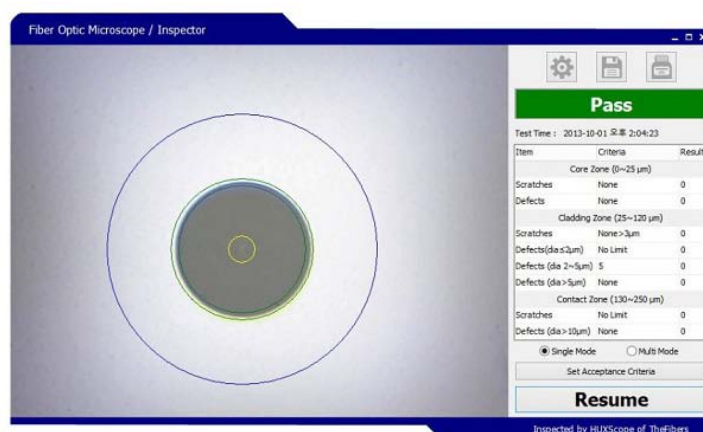 Fiber Optic Microscope / Inspector
Pass
Test Time : 2013-10-01 오후 2:04:23
Item Criteria Result
Core Zone (0~25 μm)
Scratches None 0
Defects None 0
Cladding Zone (25~120 μm)
Scratches None>3μm 0
Defects(dia≤2μm) No Limit 0
Defects (dia 2~5μm) 5 0
Defects (dia>5μm) None 0
Contact Zone (130~250 μm)
Scratches No Limit 0
Defects (dia>10μm) None 0
Single Mode Multi Mode
Set Acceptance Criteria
Resume
Inspected by HUXScope of TheFibers